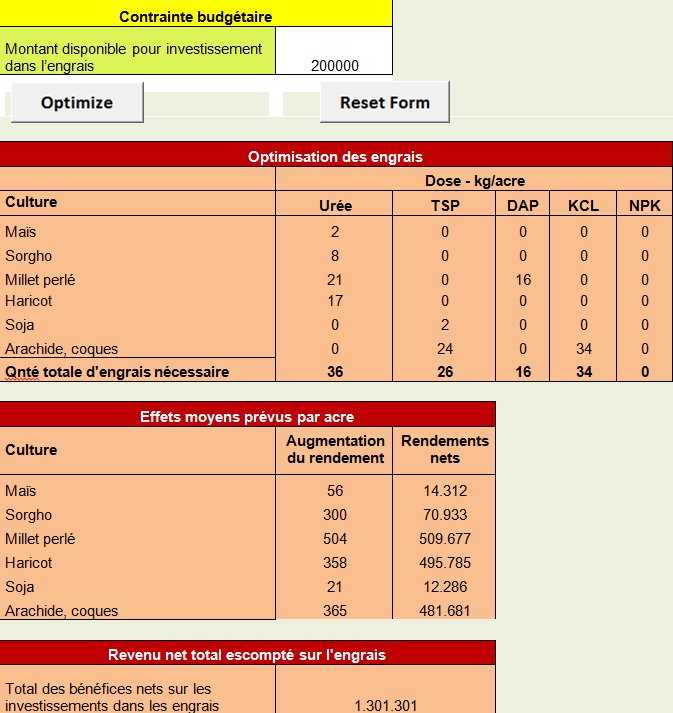 Contrainte budgétaire
Montant disponible pour investissement
dans l'engrais 200000
Optimize Reset Form
Optimisation des engrais
Dose - kg/acre
Culture Urée TSP DAP KCL NPK
Maïs 2 0 0 0 0
Sorgho 8 0 0 0 0
Millet perlé 21 0 16 0 0
Haricot 17 0 0 0 0
Soja 0 2 0 0 0
Arachide, coques 0 24 0 34 0
Qnté totale d'engrais nécessaire 36 26 16 34 0
Effets moyens prévus par acre
Culture Augmentation du rendement Rendements nets
Maïs 56 14.312
Sorgho 300 70.933
Millet perlé 504 509.677
Haricot 358 495.785
Soja 21 12.286
Arachide, coques 365 481.681
Revenu net total escompté sur l'engrais
Total des bénéfices nets sur les
investissements dans les engrais 1.301.301